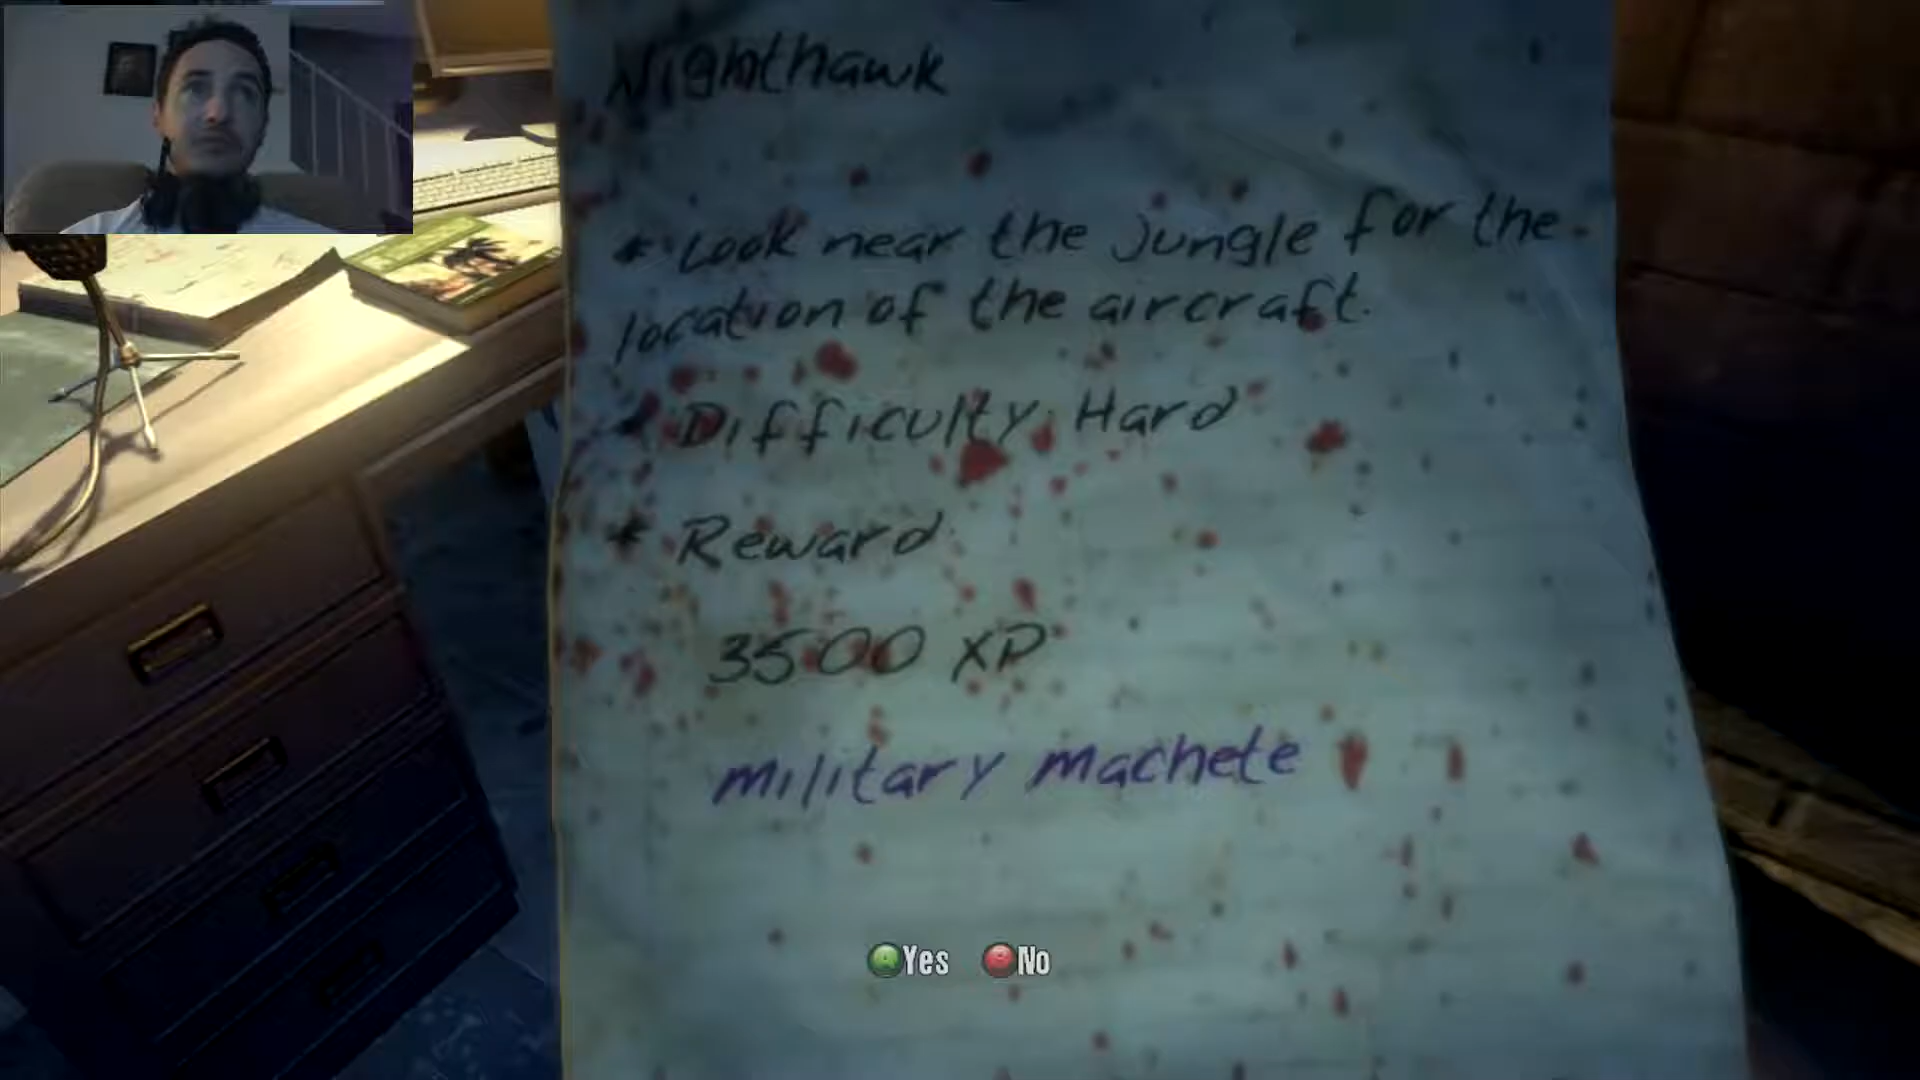 Nighthawk
* Look near the jungle for the
location of the aircraft.
* Difficulty: Hard
* Reward
3500 XP
military machete
Yes No